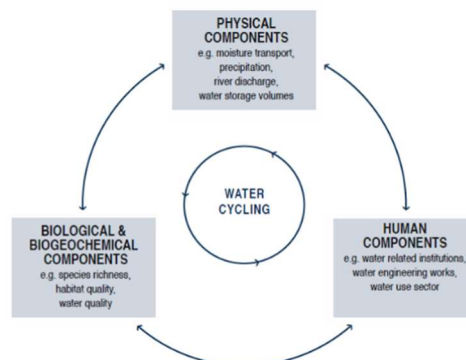 PHYSICAL
COMPONENTS
e.g. moisture transport,
precipitation,
river discharge,
water storage volumes
WATER
CYCLING
BIOLOGICAL &
BIOGEOCHEMICAL
COMPONENTS
e.g. species richness,
habitat quality,
water quality
HUMAN
COMPONENTS
e.g. water related institutions,
water engineering works,
water use sector